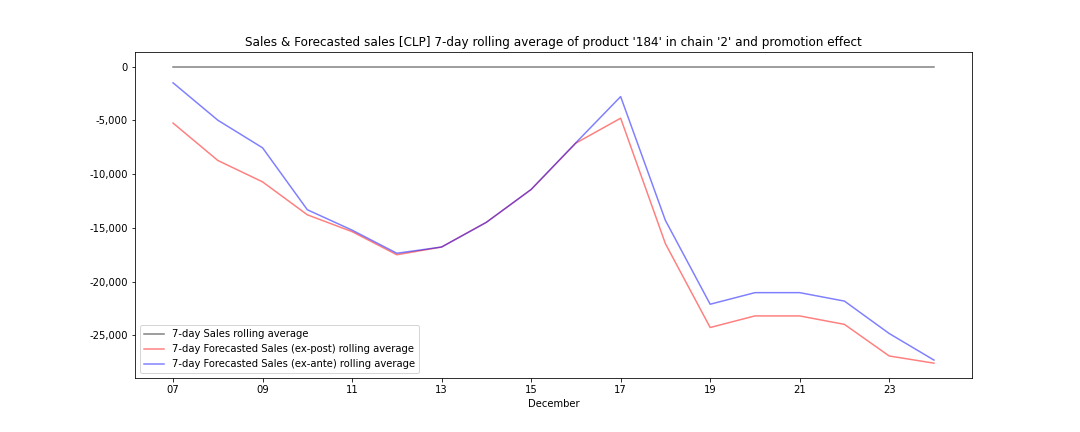 Sales & Forecasted sales [CLP] 7-day rolling average of product '184' in chain '2' and promotion effect
0
-5,000
-10,000
-15,000
-20,000
-25,000
7-day Sales rolling average
7-day Forecasted Sales (ex-post) rolling average
7-day Forecasted Sales (ex-ante) rolling average
07 09 11 13 15 17 19 21 23
December